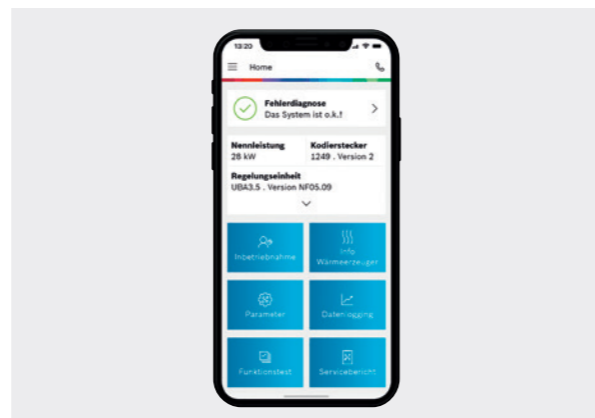 13:20
Home
Fehlerdiagnose
Das System ist o.k.!
Nennleistung
Kodierstecker
28 kW
1249 . Version 2
Regelungseinheit
UBA3.5 . Version NF05.09
Inbetriebnahme
Info
Wärmeerzeuger
Parameter
Datenlogging
Funktionstest
Servicebericht